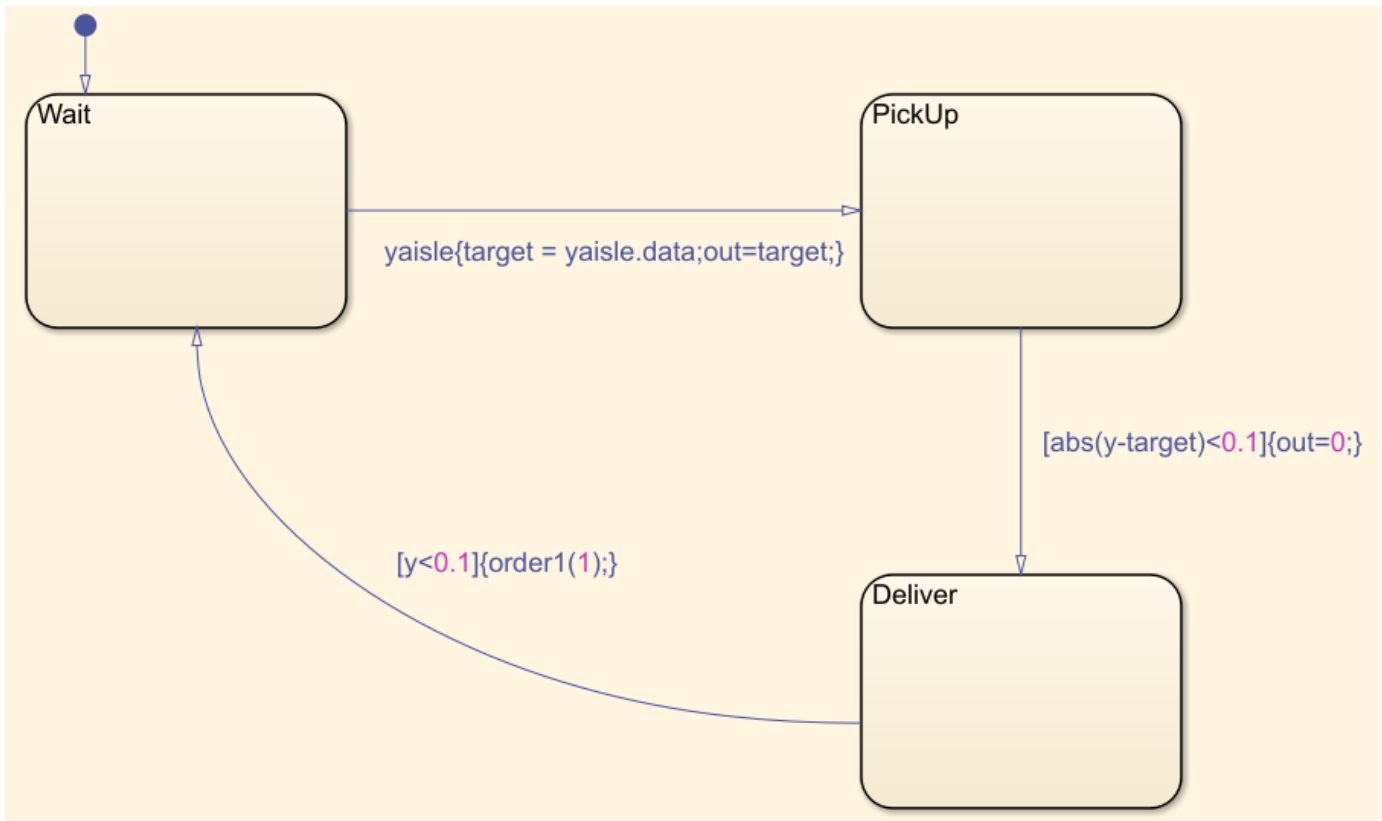 Wait
PickUp
yaisle{target = yaisle.data;out=target;}
[abs(y-target)<0.1]{out=0;}
[y<0.1]{order1(1);}
Deliver